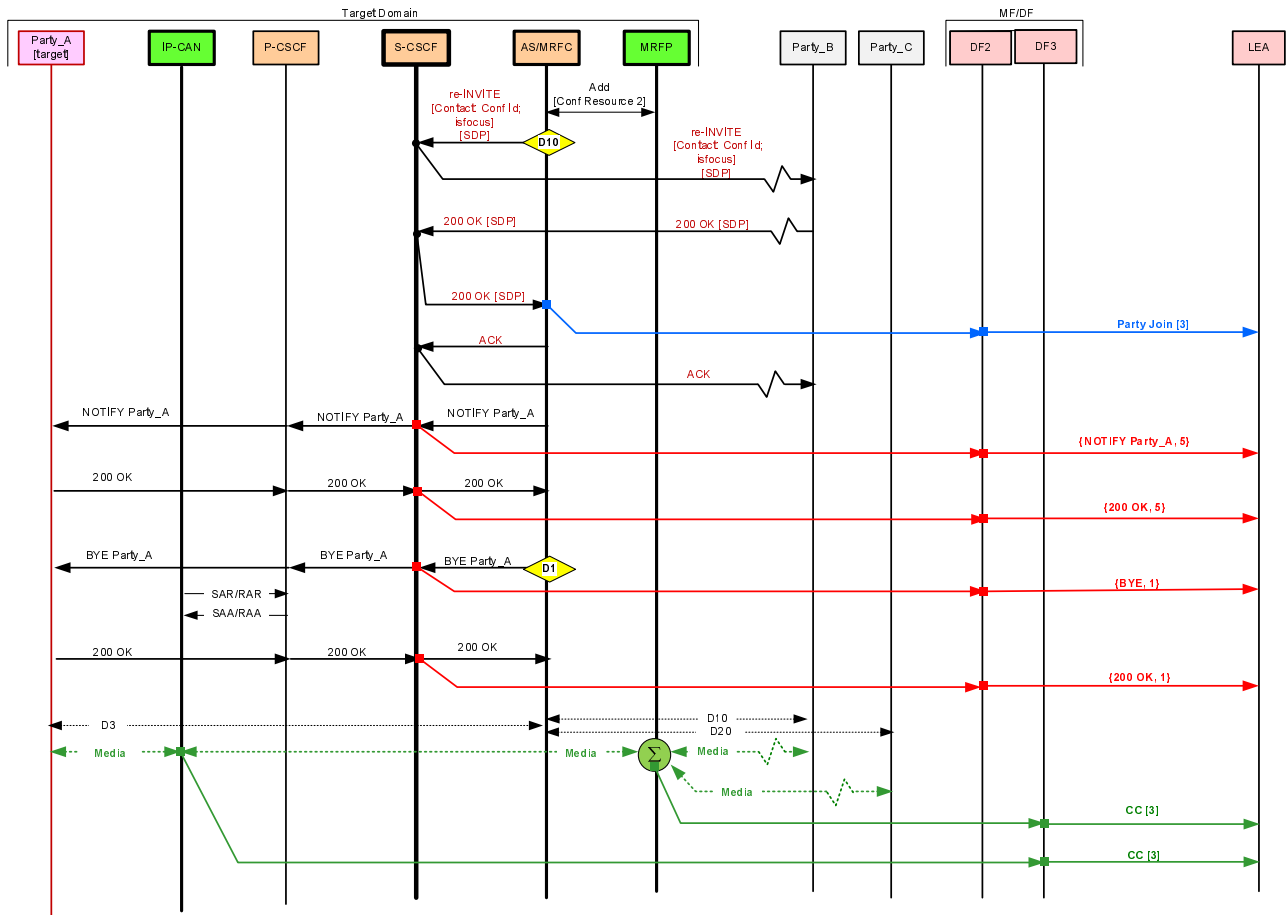 Target Domain
MF/DF
Party_A
[target]
IP-CAN
P-CSCF
S-CSCF
AS/MRFC
MRFP
Party_B
Party_C
DF2
DF3
LEA
re-INVITE
[Contact: Conf Id;
isfocus]
[SDP]
Add
[Conf Resource 2]
D10
re-INVITE
[Contact: Conf Id;
isfocus]
[SDP]
200 OK [SDP]
200 OK [SDP]
200 OK [SDP]
Party Join [3]
ACK
ACK
NOTIFY Party_A
NOTIFY Party_A
NOTIFY Party_A
{NOTIFY Party_A, 5}
200 OK
200 OK
200 OK
{200 OK, 5}
BYE Party_A
BYE Party_A
BYE Party_A
D1
{BYE, 1}
SAR/RAR
SAA/RAA
200 OK
200 OK
200 OK
{200 OK, 1}
D3
D10
D20
Media
Media
Σ
Media
Media
CC [3]
CC [3]